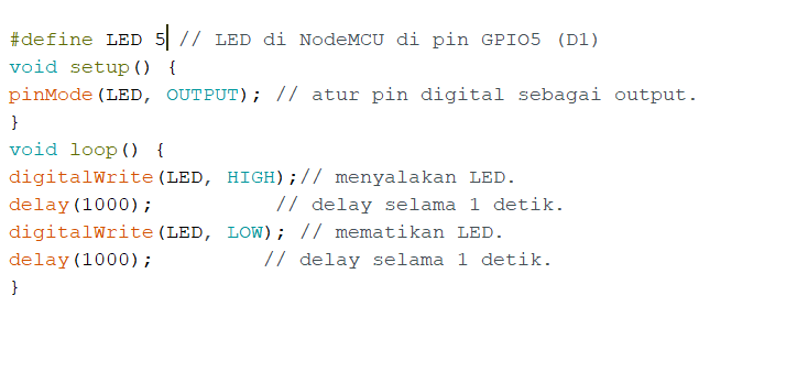 #define LED 5 // LED di NodeMCU di pin GPIO5 (D1)
void setup() {
pinMode(LED, OUTPUT); // atur pin digital sebagai output.
}
void loop() {
digitalWrite(LED, HIGH);// menyalakan LED.
delay(1000);          // delay selama 1 detik.
digitalWrite(LED, LOW); // mematikan LED.
delay(1000);         // delay selama 1 detik.
}